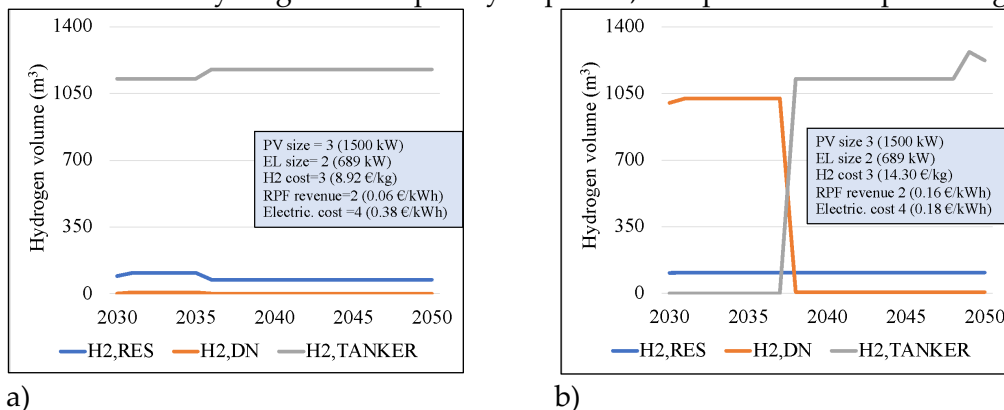 1400
1050
700
350
0
Hydrogen volume (m³)
PV size = 3 (1500 kW)
EL size= 2 (689 kW)
H2 cost=3 (8.92 €/kg)
RPF revenue=2 (0.06 €/kWh)
Electric. cost =4 (0.38 €/kWh)
2030 2035 2040 2045 2050
H2,RES H2,DN H2,TANKER
a)
1400
1050
700
350
0
Hydrogen volume (m³)
PV size 3 (1500 kW)
EL size 2 (689 kW)
H2 cost 3 (14.30 €/kg)
RPF revenue 2 (0.16 €/kWh)
Electric. cost 4 (0.18 €/kWh)
2030 2035 2040 2045 2050
H2,RES H2,DN H2,TANKER
b)